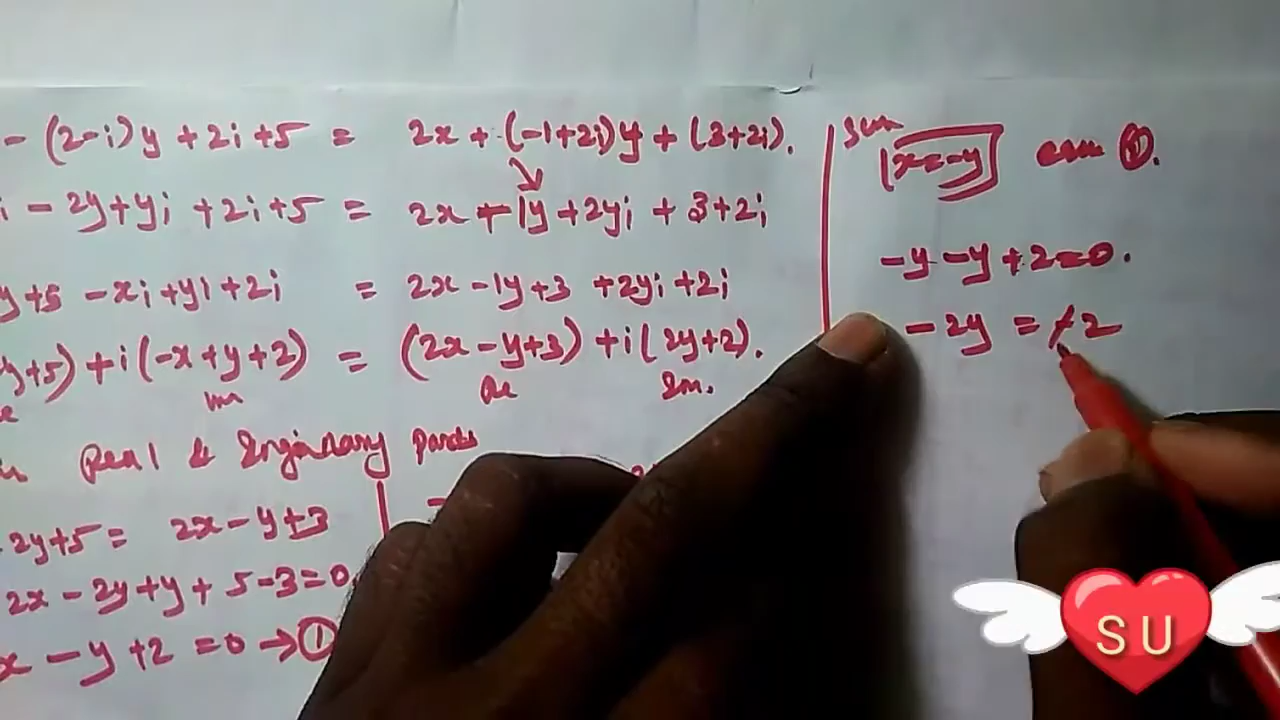 - (2-i)y + 2i + 5 = 2x + (-1+2i)y + (3+2i).
i - 2y + yi + 2i + 5 = 2x - 1y + 2yi + 3 + 2i
y+5 - xi + yi + 2i = 2x - 1y + 3 + 2yi + 2i
y+5) + i(-x+y+2) = (2x-y+3) + i(2y+2).
Im Re Im.
Real & Imaginary Parts
2y+5 = 2x - y + 3
2x - 2y + y + 5 - 3 = 0
x - y + 2 = 0 → ①
Sub
x = -y eqn ①.
-y - y + 2 = 0.
-2y = -2
S U